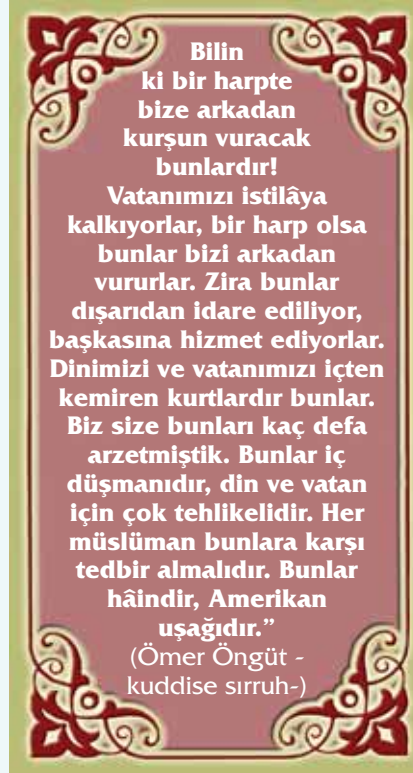 Bilin
ki bir harpte
bize arkadan
kurşun vuracak
bunlardır!
Vatanımızı istilâya
kalkıyorlar, bir harp olsa
bunlar bizi arkadan
vururlar. Zira bunlar
dışarıdan idare ediliyor,
başkasına hizmet ediyorlar.
Dinimizi ve vatanımızı içten
kemiren kurtlardır bunlar.
Biz size bunları kaç defa
arzetmiştik. Bunlar iç
düşmanıdır, din ve vatan
için çok tehlikelidir. Her
müslüman bunlara karşı
tedbir almalıdır. Bunlar
hâindir, Amerikan
uşağıdır.”
(Ömer Öngüt -
kuddise sırruh-)